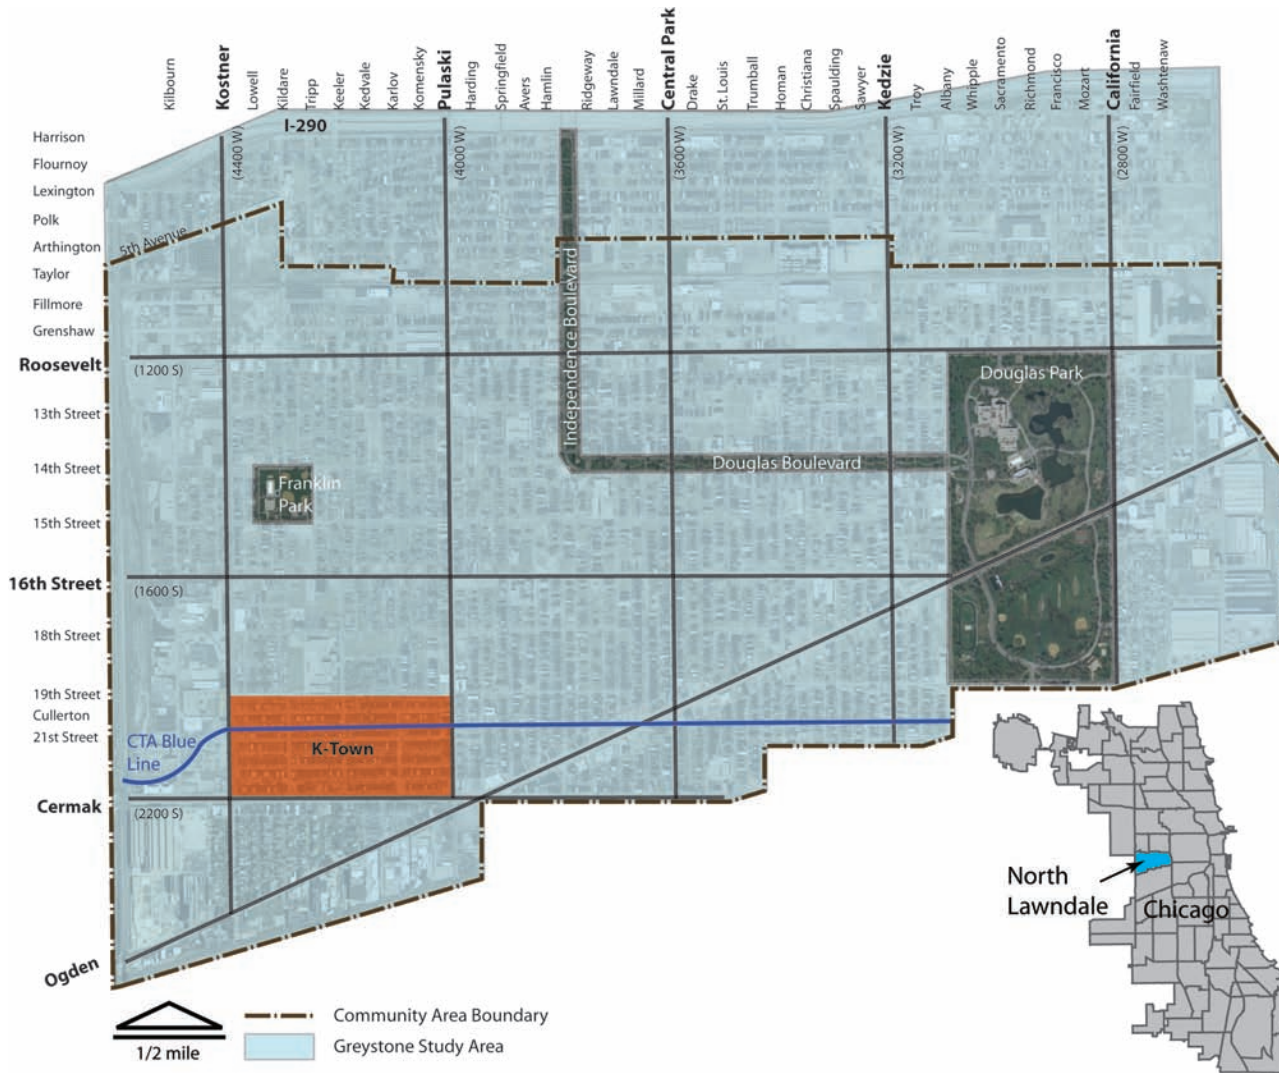 Kilbourn
Kostner
Lowell
Kildare
Tripp
Keeler
Kedvale
Karlov
Komensky
Pulaski
Harding
Springfield
Avers
Hamlin
Ridgeway
Lawndale
Millard
Central Park
Drake
St.Louis
Trumball
Homan
Christiana
Spaulding
Sawyer
Kedzie
Troy
Albany
Whipple
Sacramento
Richmond
Francisco
Mozart
California
Fairfield
Washtenaw
I-290
(4400 W)
(4000 W)
(3600 W)
(3200 W)
(2800 W)
Harrison
Flournoy
Lexington
Polk
5th Avenue
Arthington
Taylor
Fillmore
Grenshaw
Independence Boulevard
Roosevelt
(1200 S)
Douglas Park
13th Street
14th Street
Douglas Boulevard
Franklin
Park
15th Street
16th Street
(1600 S)
18th Street
19th Street
Cullerton
21st Street
CTA Blue
Line
K-Town
Cermak
(2200 S)
Ogden
North
Lawndale
Chicago
1/2 mile
Community Area Boundary
Greystone Study Area